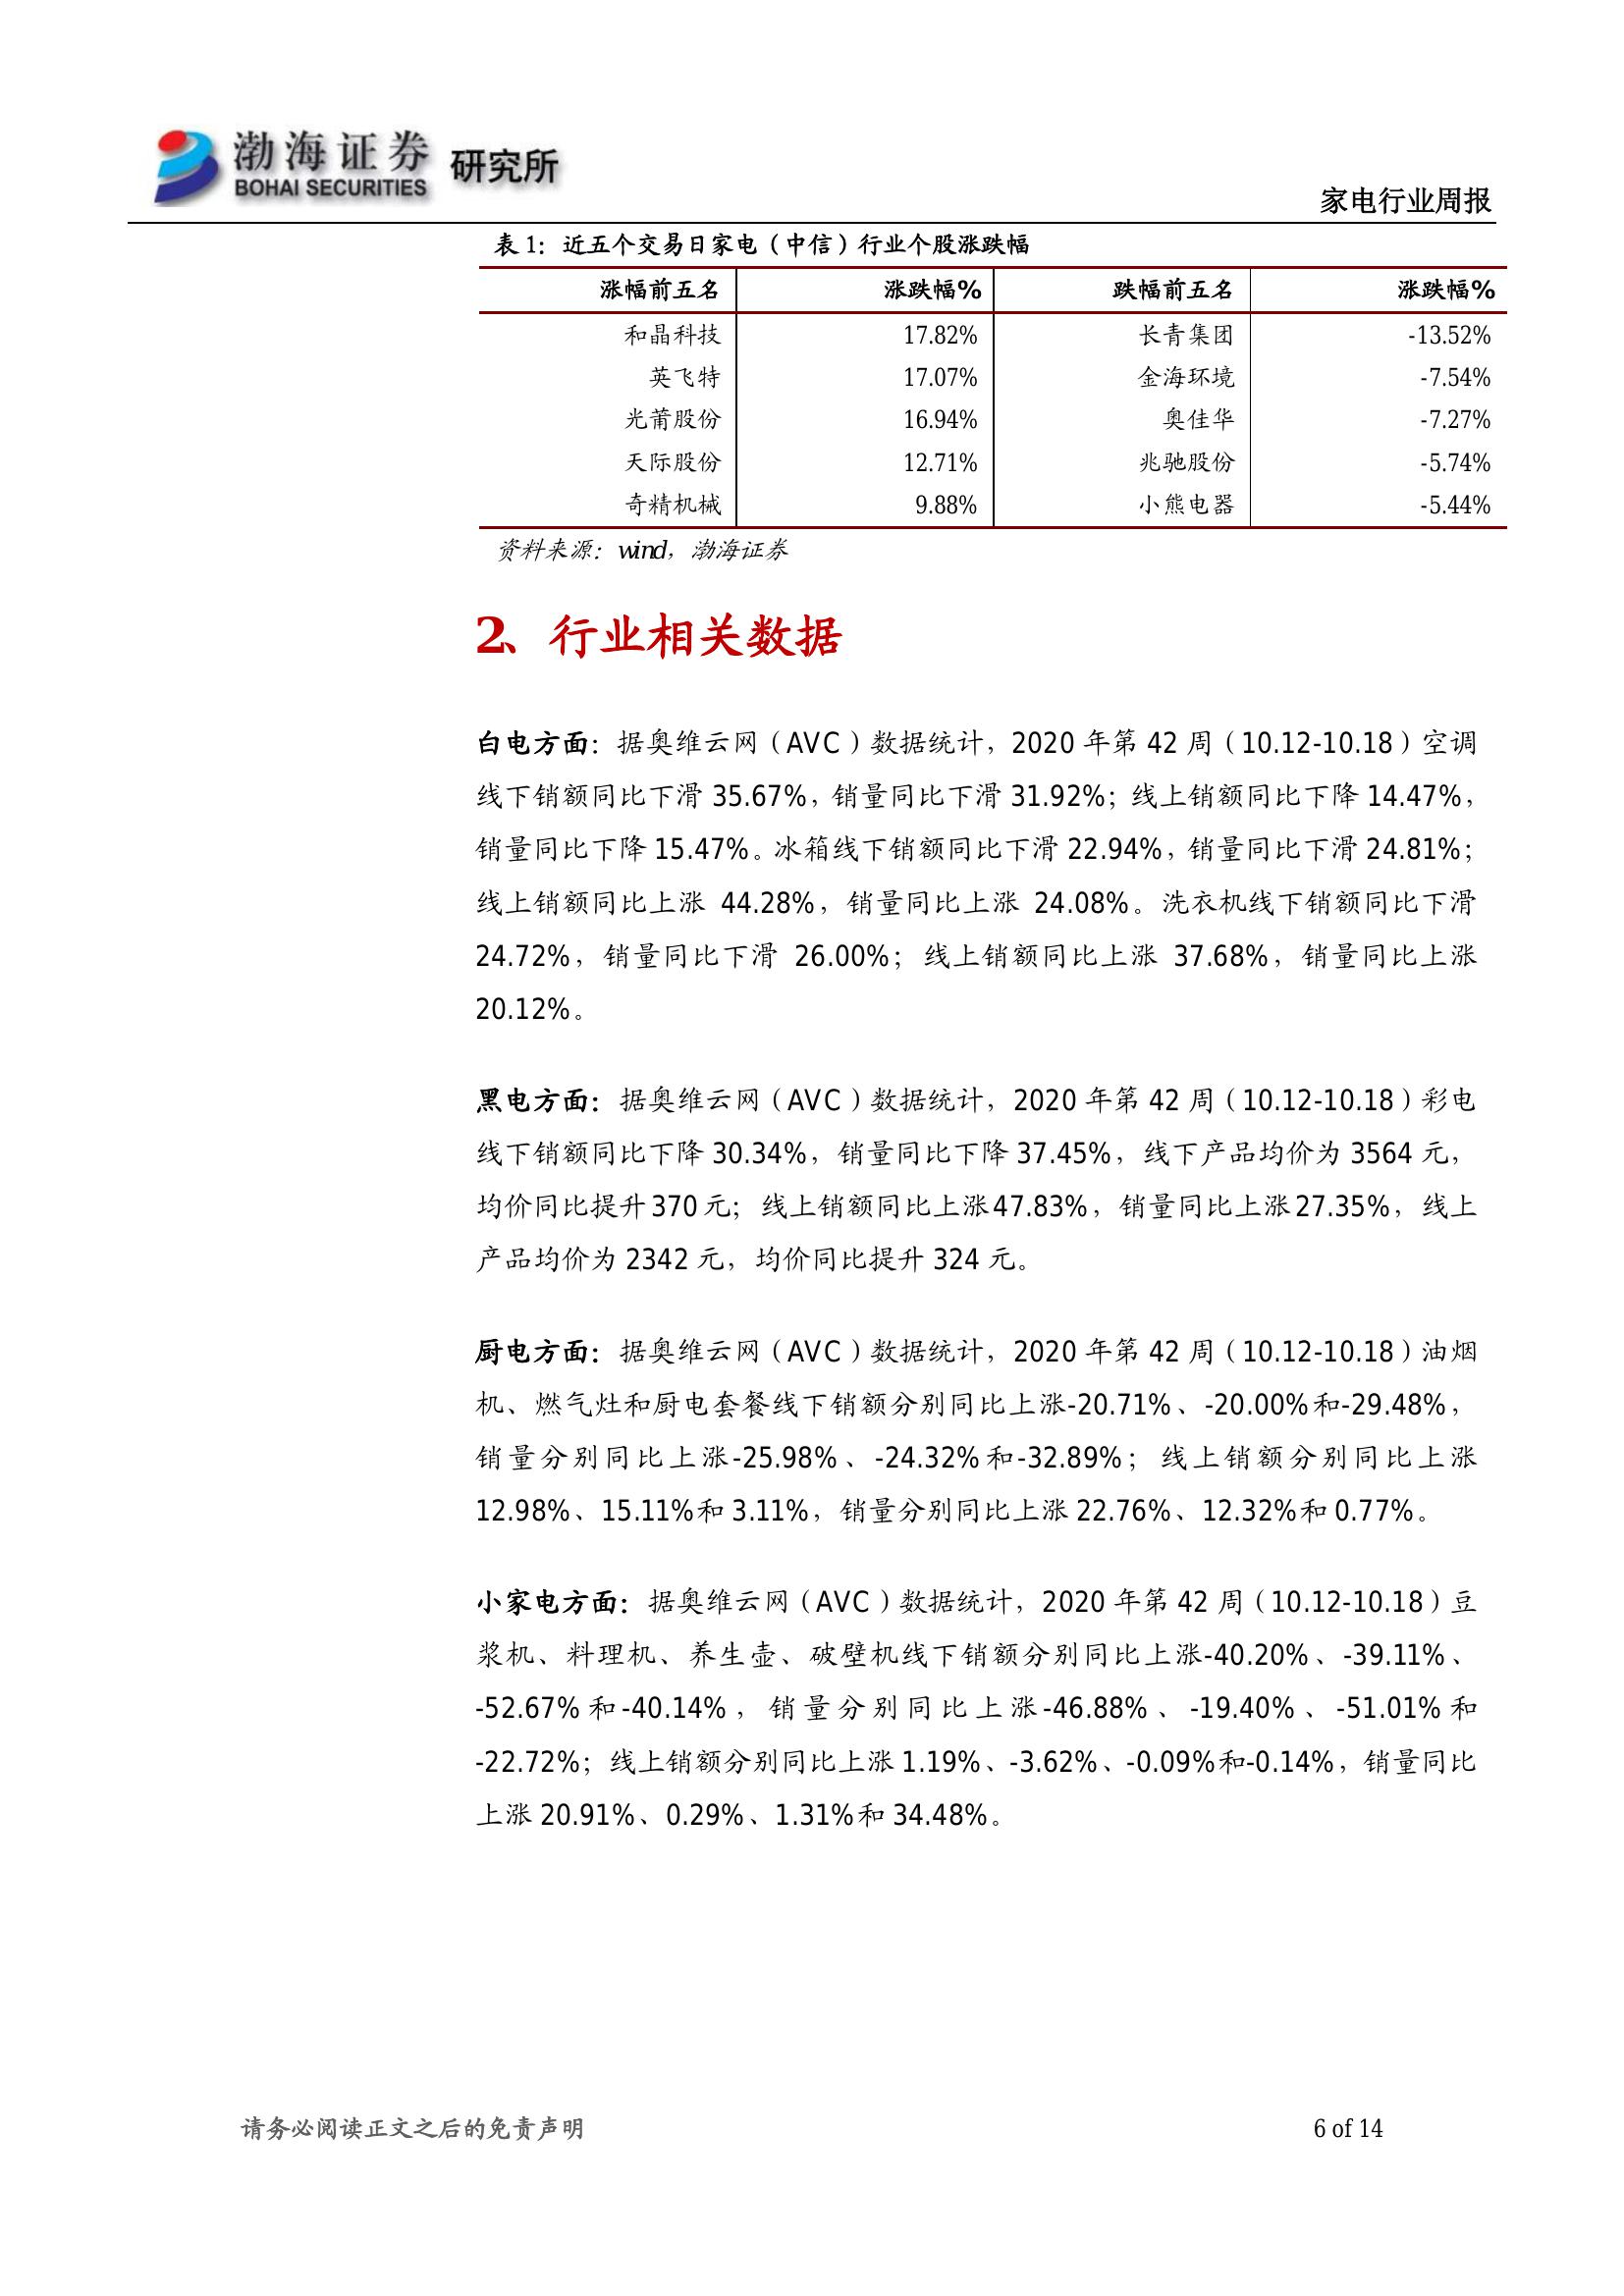 渤海证券 研究所
BOHAI SECURITIES
家电行业周报
表 1：近五个交易日家电（中信）行业个股涨跌幅
涨幅前五名 涨跌幅% 跌幅前五名 涨跌幅%
和晶科技 17.82% 长青集团 -13.52%
英飞特 17.07% 金海环境 -7.54%
光莆股份 16.94% 奥佳华 -7.27%
天际股份 12.71% 兆驰股份 -5.74%
奇精机械 9.88% 小熊电器 -5.44%
资料来源：wind，渤海证券
2、行业相关数据
白电方面：据奥维云网（AVC）数据统计，2020 年第 42 周（10.12-10.18）空调
线下销额同比下滑 35.67%，销量同比下滑 31.92%；线上销额同比下降 14.47%，
销量同比下降 15.47%。冰箱线下销额同比下滑 22.94%，销量同比下滑 24.81%；
线上销额同比上涨 44.28%，销量同比上涨 24.08%。洗衣机线下销额同比下滑
24.72%，销量同比下滑 26.00%；线上销额同比上涨 37.68%，销量同比上涨
20.12%。
黑电方面：据奥维云网（AVC）数据统计，2020 年第 42 周（10.12-10.18）彩电
线下销额同比下降 30.34%，销量同比下降 37.45%，线下产品均价为 3564 元，
均价同比提升 370 元；线上销额同比上涨 47.83%，销量同比上涨 27.35%，线上
产品均价为 2342 元，均价同比提升 324 元。
厨电方面：据奥维云网（AVC）数据统计，2020 年第 42 周（10.12-10.18）油烟
机、燃气灶和厨电套餐线下销额分别同比上涨-20.71%、-20.00%和-29.48%，
销量分别同比上涨-25.98%、-24.32%和-32.89%；线上销额分别同比上涨
12.98%、15.11%和 3.11%，销量分别同比上涨 22.76%、12.32%和 0.77%。
小家电方面：据奥维云网（AVC）数据统计，2020 年第 42 周（10.12-10.18）豆
浆机、料理机、养生壶、破壁机线下销额分别同比上涨-40.20%、-39.11%、
-52.67%和-40.14%，销量分别同比上涨-46.88%、-19.40%、-51.01%和
-22.72%；线上销额分别同比上涨 1.19%、-3.62%、-0.09%和-0.14%，销量同比
上涨 20.91%、0.29%、1.31%和 34.48%。
请务必阅读正文之后的免责声明 6 of 14